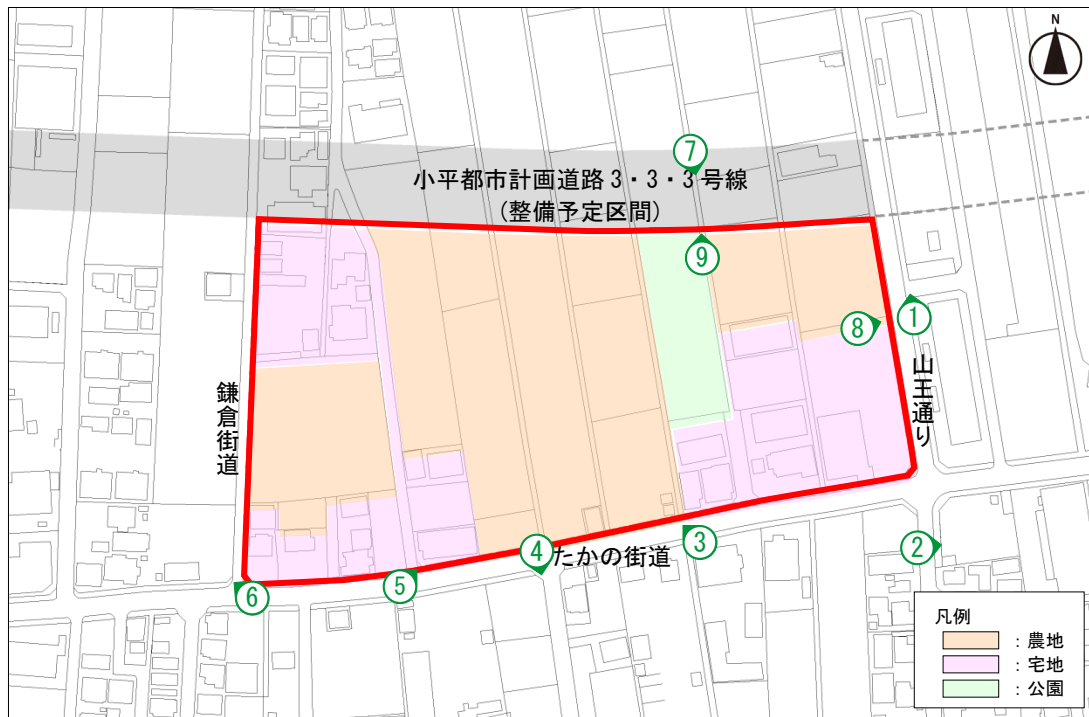 N
7
小平都市計画道路3・3・3号線
(整備予定区間)
9
1
8
山王通り
鎌倉街道
2
3
4
たかの街道
5
6
凡例
：農地
：宅地
：公園